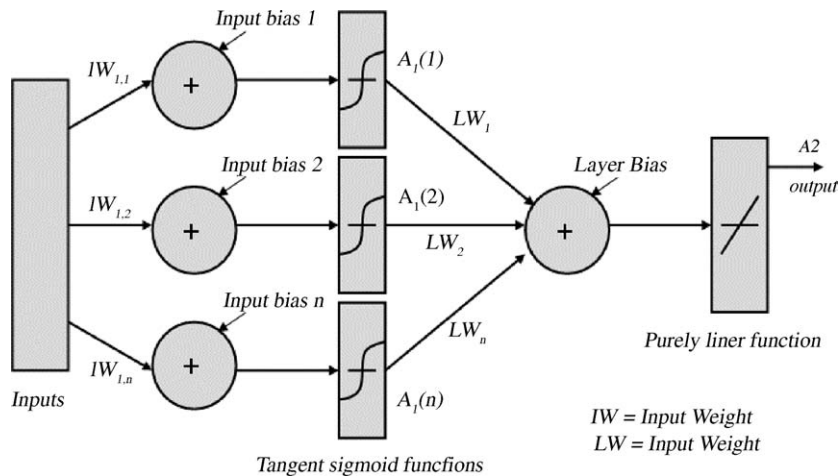 Input bias 1
IW1,1
+
A1(1)
LW1
Input bias 2
IW1,2
+
A1(2)
LW2
Layer Bias
+
A2
output
Input bias n
IW1,n
+
A1(n)
LWn
Purely liner function
Inputs
Tangent sigmoid funcfions
IW = Input Weight
LW = Input Weight